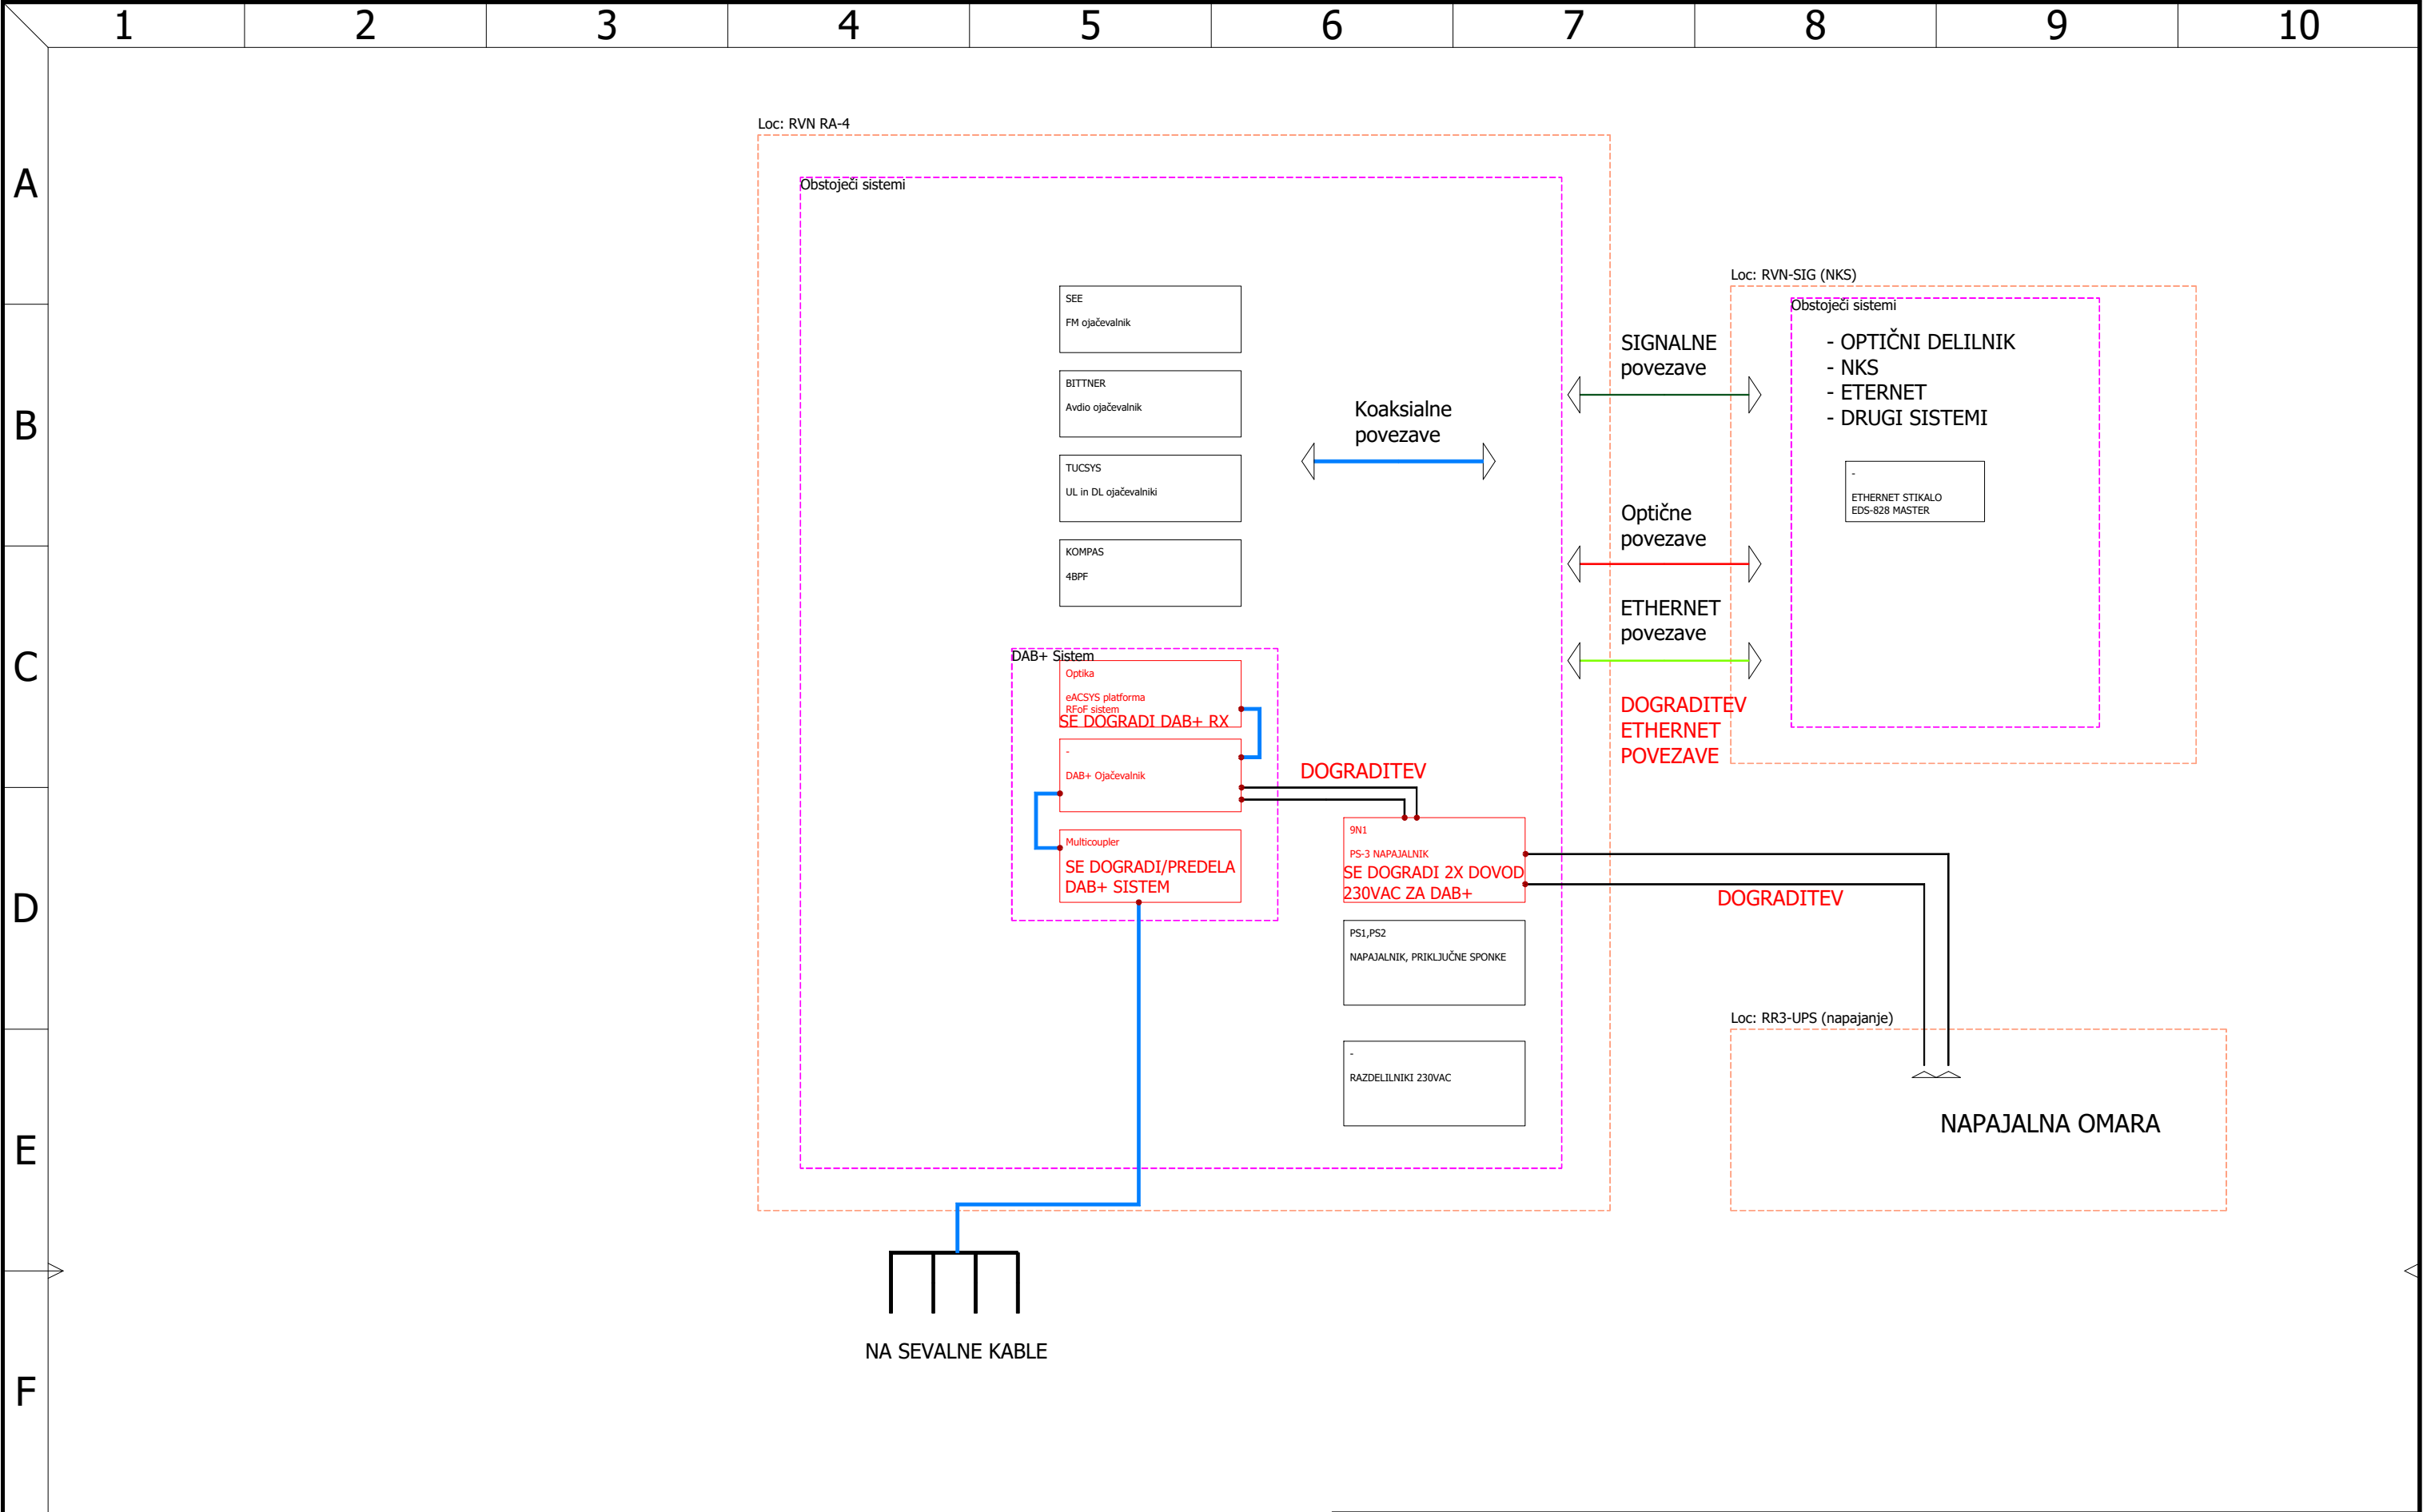 1 2 3 4 5 6 7 8 9 10
A
B
C
D
E
F
Loc: RVN RA-4
Obstoječi sistemi
SEE
FM ojačevalnik
BITTNER
Avdio ojačevalnik
TUCSYS
UL in DL ojačevalniki
KOMPAS
4BPF
Koaksialne
povezave
DAB+ Sistem
Optika
eACSYS platforma
RFoF sistem
SE DOGRADI DAB+ RX
-
DAB+ Ojačevalnik
Multicoupler
SE DOGRADI/PREDELA
DAB+ SISTEM
DOGRADITEV
9N1
PS-3 NAPAJALNIK
SE DOGRADI 2X DOVOD
230VAC ZA DAB+
PS1,PS2
NAPAJALNIK, PRIKLJUČNE SPONKE
-
RAZDELILNIKI 230VAC
SIGNALNE
povezave
Optične
povezave
ETHERNET
povezave
DOGRADITEV
ETHERNET
POVEZAVE
Loc: RVN-SIG (NKS)
Obstoječi sistemi
- OPTIČNI DELILNIK
- NKS
- ETERNET
- DRUGI SISTEMI
-
ETHERNET STIKALO
EDS-828 MASTER
DOGRADITEV
Loc: RR3-UPS (napajanje)
NAPAJALNA OMARA
NA SEVALNE KABLE